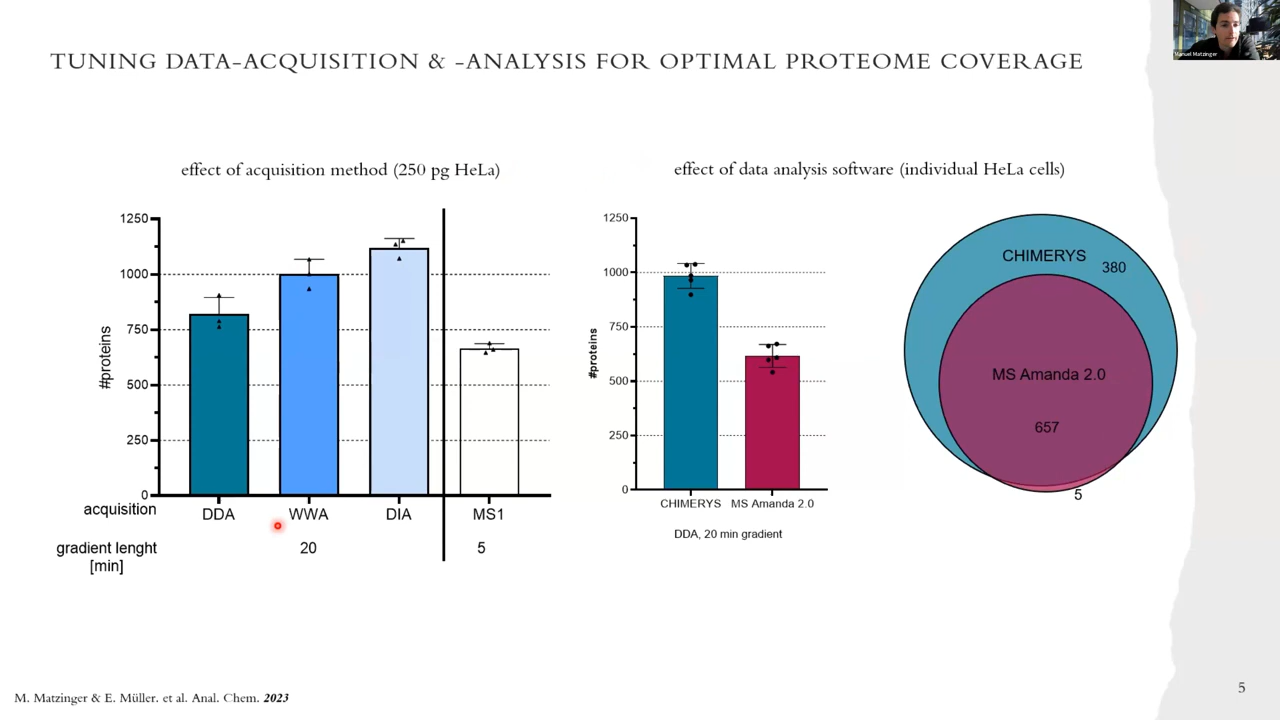 TUNING DATA-ACQUISITION & -ANALYSIS FOR OPTIMAL PROTEOME COVERAGE
Manuel Matzinger
effect of acquisition method (250 pg HeLa)
#proteins
1250
1000
750
500
250
0
acquisition
DDA
WWA
DIA
MS1
gradient lenght
[min]
20
5
effect of data analysis software (individual HeLa cells)
#proteins
1250
1000
750
500
250
0
CHIMERYS
MS Amanda 2.0
DDA, 20 min gradient
CHIMERYS
380
MS Amanda 2.0
657
5
M. Matzinger & E. Müller. et al. Anal. Chem. 2023
5